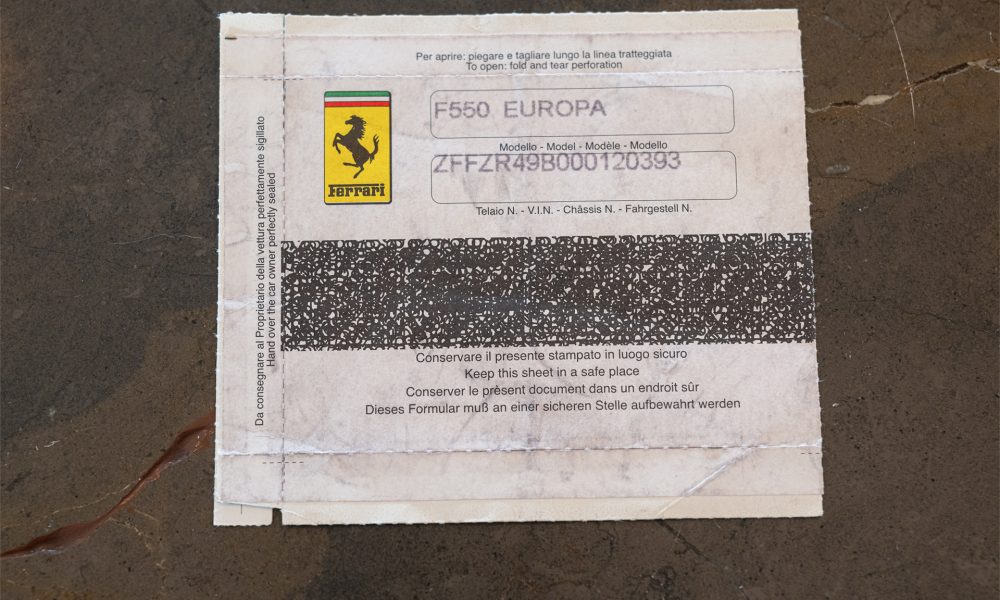 Per aprire: piegare e tagliare lungo la linea tratteggiata
To open: fold and tear perforation
F550 EUROPA
Modello - Model - Modèle - Modello
ZFFZR49B000120393
Telaio N. - V.I.N. - Châssis N. - Fahrgestell N.
Ferrari
Da consegnare al Proprietario della vettura perfettamente sigillato
Hand over the car owner perfectly sealed
Conservare il presente stampato in luogo sicuro
Keep this sheet in a safe place
Conserver le prèsent document dans un endroit sûr
Dieses Formular muß an einer sicheren Stelle aufbewahrt werden